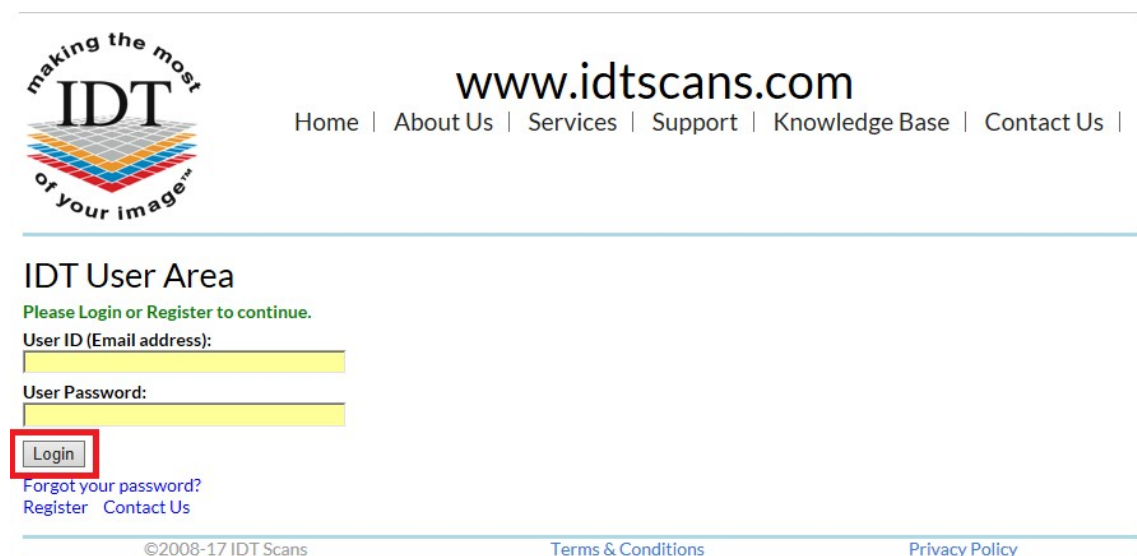 making the most
IDT
of your image™
www.idtscans.com
Home | About Us | Services | Support | Knowledge Base | Contact Us |
IDT User Area
Please Login or Register to continue.
User ID (Email address):
User Password:
Login
Forgot your password?
Register Contact Us
©2008-17 IDT Scans Terms & Conditions Privacy Policy